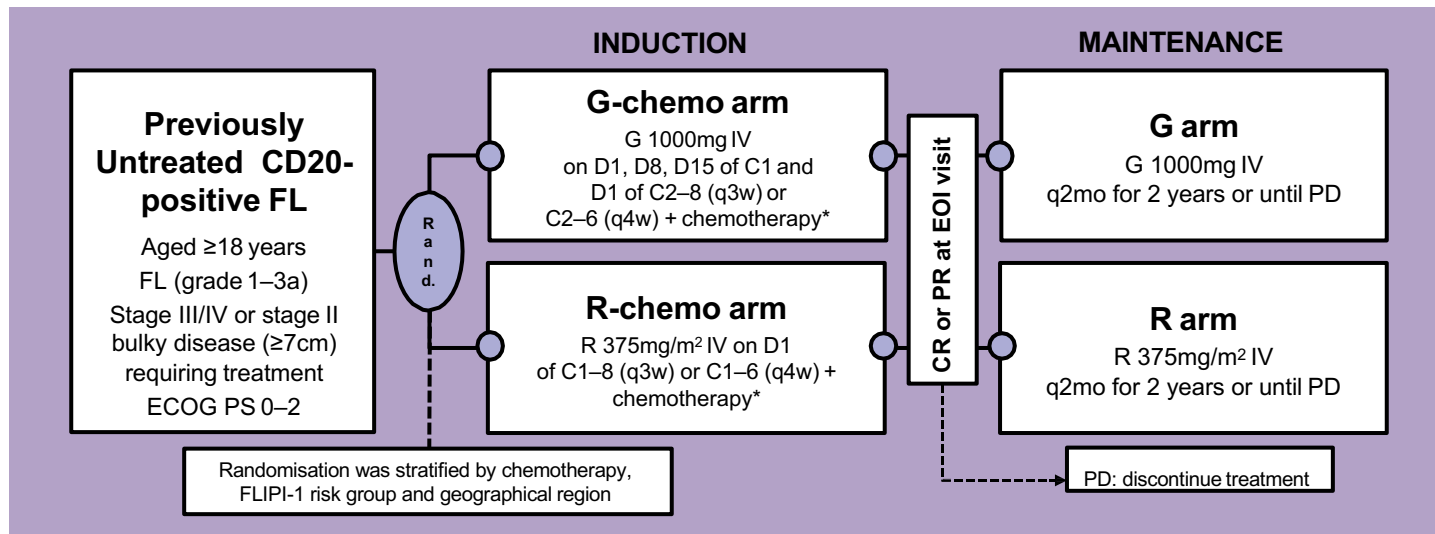 INDUCTION
MAINTENANCE
Previously
Untreated CD20-
positive FL
Aged ≥18 years
FL (grade 1–3a)
Stage III/IV or stage II
bulky disease (≥7cm)
requiring treatment
ECOG PS 0–2
Rand.
G-chemo arm
G 1000mg IV
on D1, D8, D15 of C1 and
D1 of C2–8 (q3w) or
C2–6 (q4w) + chemotherapy*
R-chemo arm
R 375mg/m² IV on D1
of C1–8 (q3w) or C1–6 (q4w) +
chemotherapy*
CR or PR at EOI visit
G arm
G 1000mg IV
q2mo for 2 years or until PD
R arm
R 375mg/m² IV
q2mo for 2 years or until PD
Randomisation was stratified by chemotherapy,
FLIPI-1 risk group and geographical region
PD: discontinue treatment